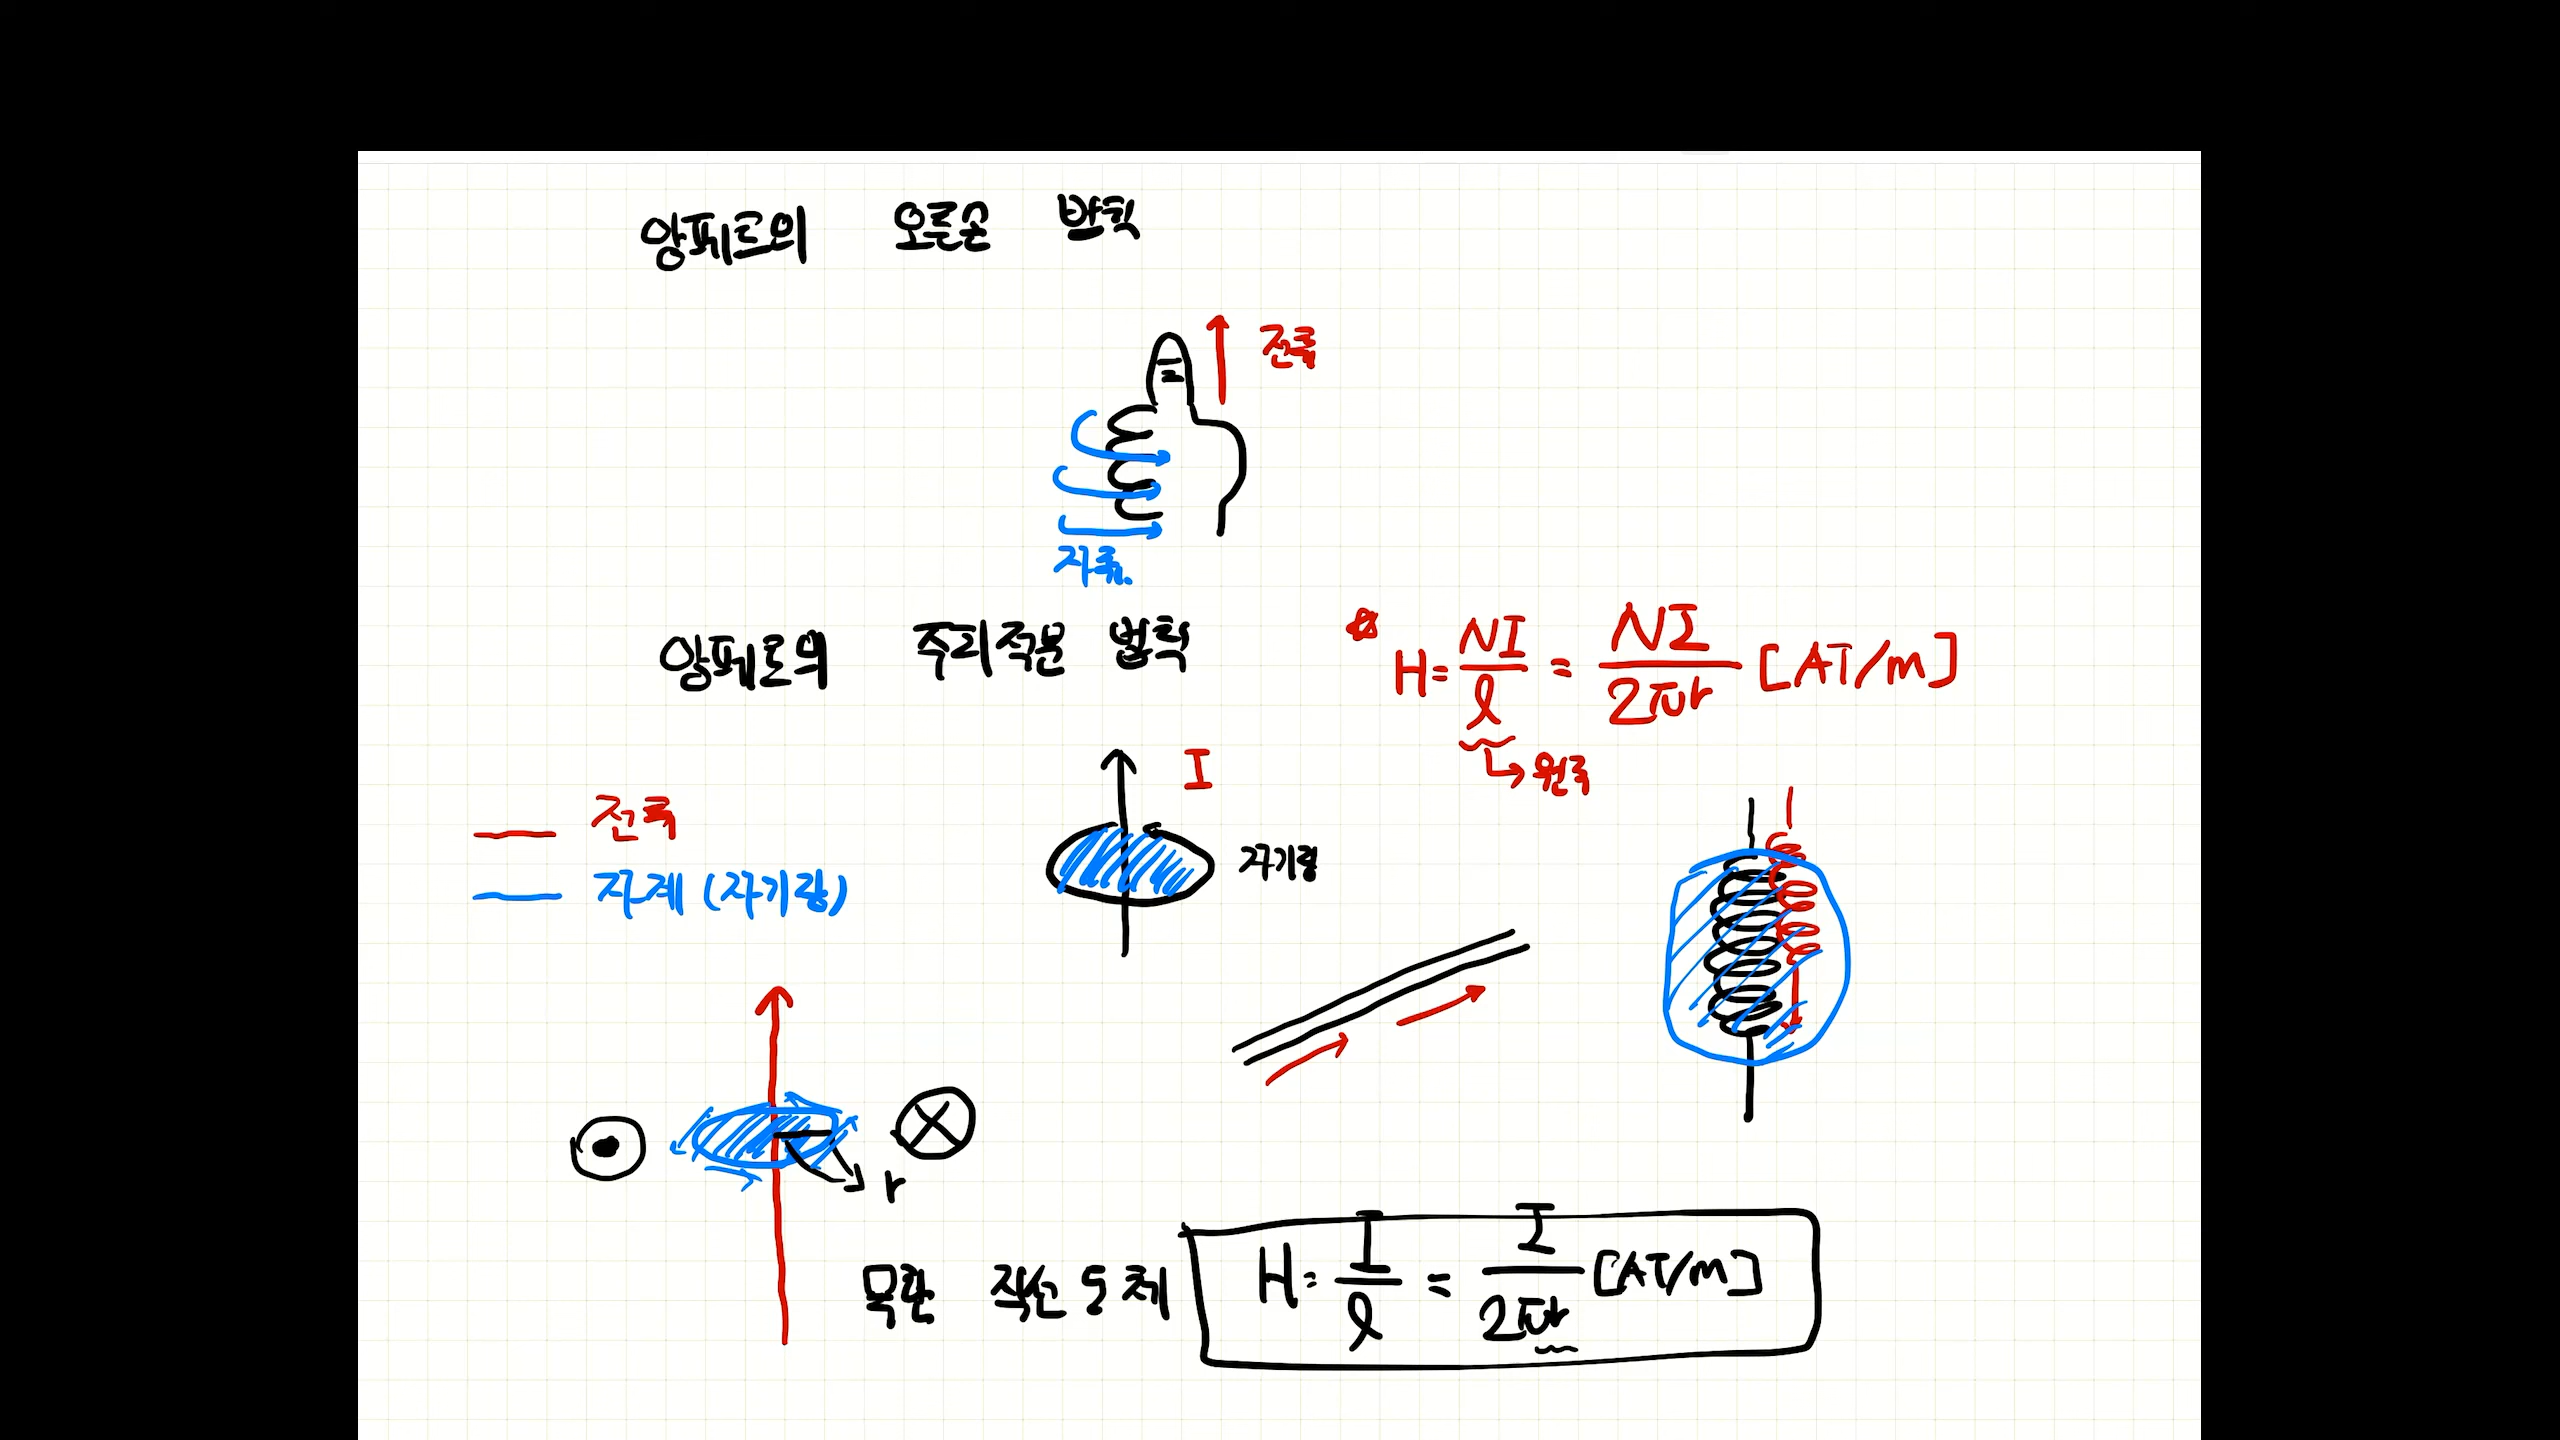 앙페르의 오른손 법칙
전류
자속
앙페르의 주회적분 법칙
H = NI/ℓ = NI/2πr [AT/m]
→ 원주
I
자기장
전류
자계 (자기장)
r
무한 직선 도체
H = I/ℓ = I/2πr [AT/m]